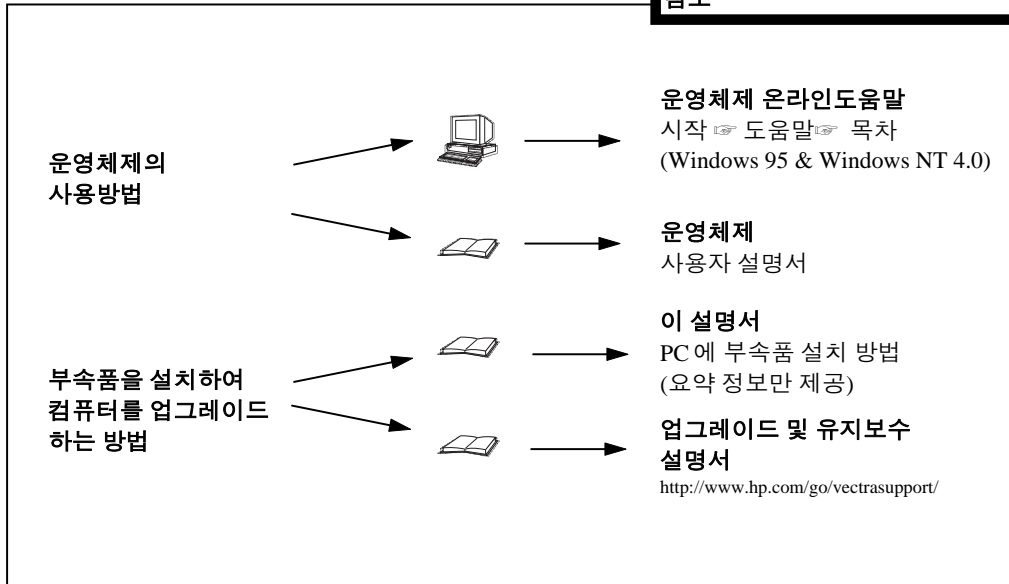 운영체제의
사용방법
운영체제 온라인도움말
시작 ☞ 도움말☞ 목차
(Windows 95 & Windows NT 4.0)
운영체제
사용자 설명서
부속품을 설치하여
컴퓨터를 업그레이드
하는 방법
이 설명서
PC 에 부속품 설치 방법
(요약 정보만 제공)
업그레이드 및 유지보수
설명서
http://www.hp.com/go/vectrasupport/